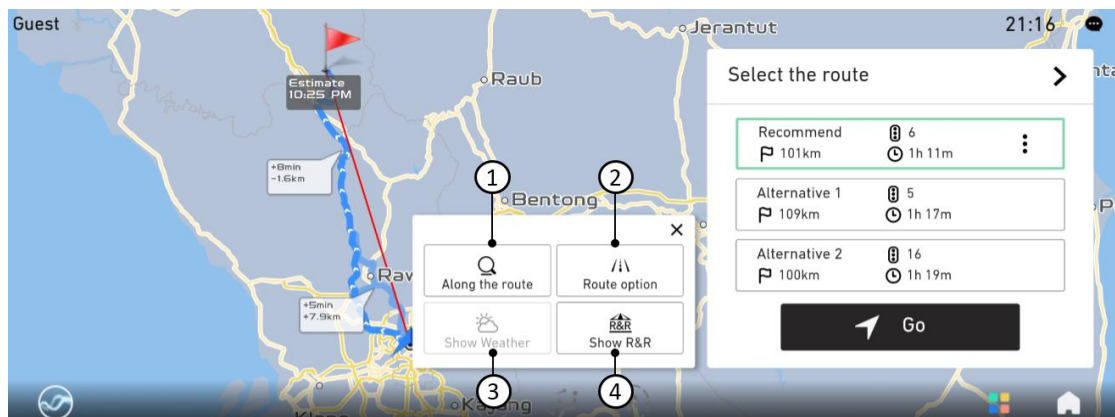 Guest
21:16
Jerantut
Raub
Estimate
10:25 PM
+8min
-1.6km
Bentong
+5min
+7.9km
Kajang
1
2
3
4
Along the route
Route option
Show Weather
R&R
Show R&R
Select the route
Recommend
6
101km
1h 11m
Alternative 1
5
109km
1h 17m
Alternative 2
16
100km
1h 19m
Go